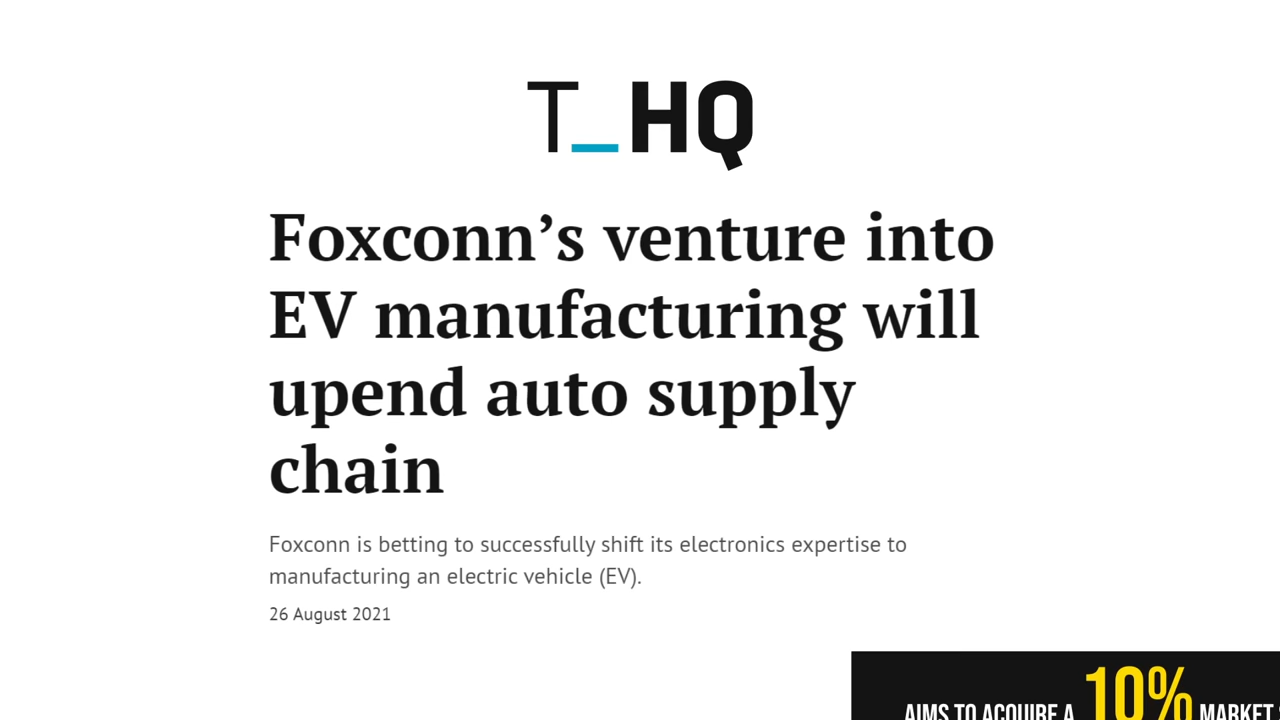 T_HQ
Foxconn’s venture into
EV manufacturing will
upend auto supply
chain
Foxconn is betting to successfully shift its electronics expertise to
manufacturing an electric vehicle (EV).
26 August 2021
AIMS TO ACQUIRE A 10% MARKET